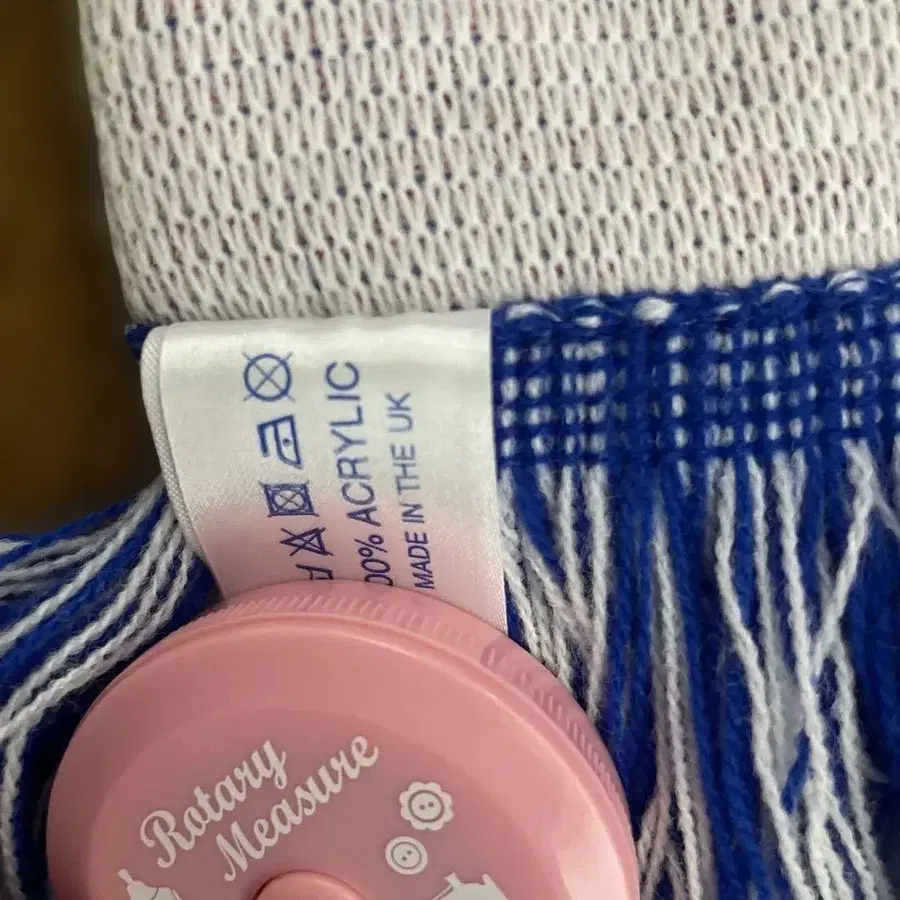 00% ACRYLIC
MADE IN THE UK
Rotary
Measure